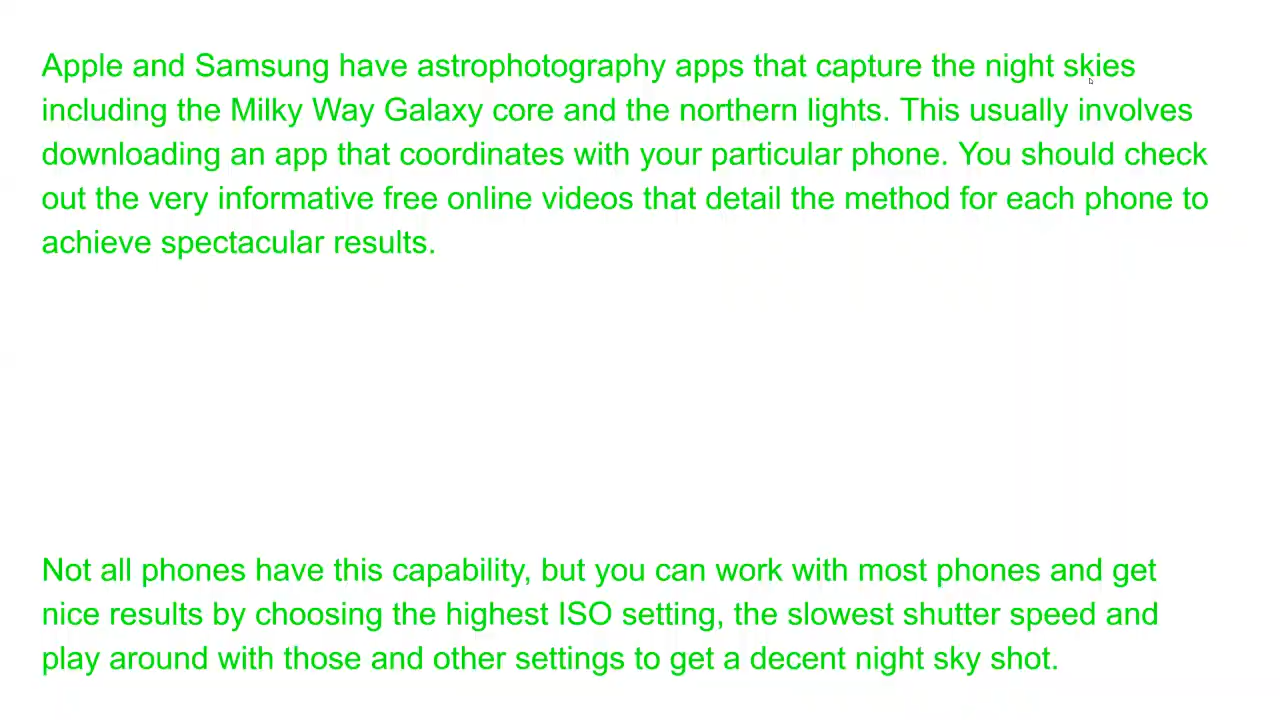 Apple and Samsung have astrophotography apps that capture the night skies
including the Milky Way Galaxy core and the northern lights. This usually involves
downloading an app that coordinates with your particular phone. You should check
out the very informative free online videos that detail the method for each phone to
achieve spectacular results.
Not all phones have this capability, but you can work with most phones and get
nice results by choosing the highest ISO setting, the slowest shutter speed and
play around with those and other settings to get a decent night sky shot.